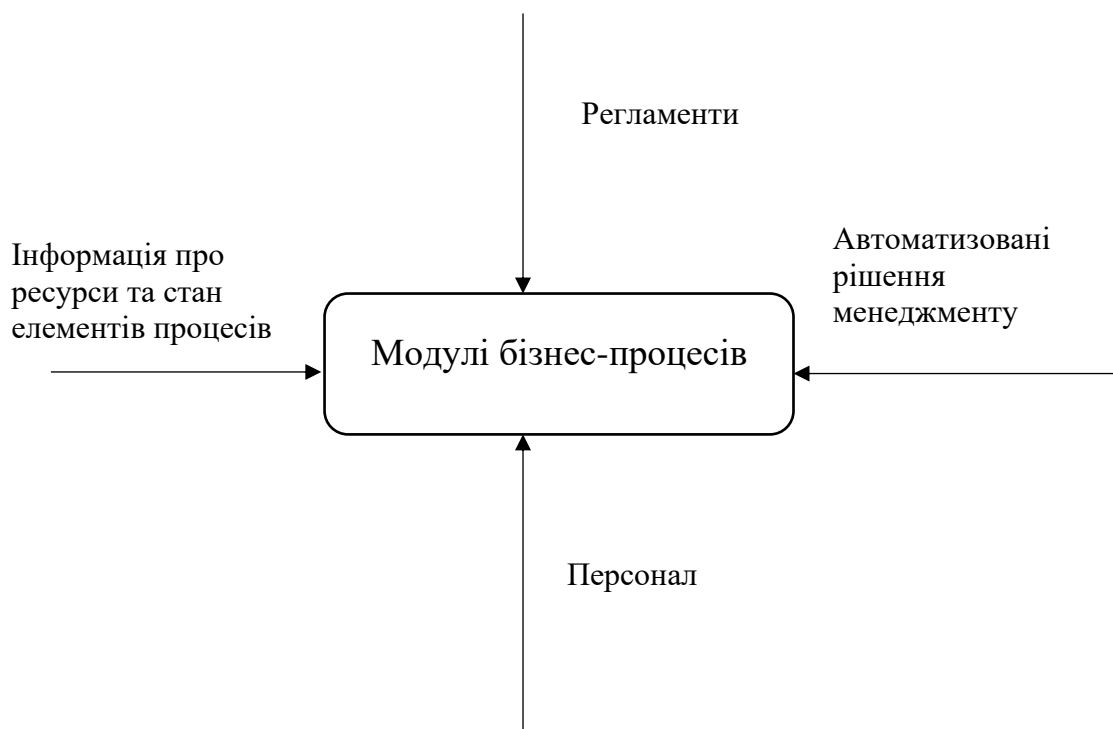 Регламенти
Інформація про
ресурси та стан
елементів процесів
Автоматизовані
рішення
менеджменту
Модулі бізнес-процесів
Персонал